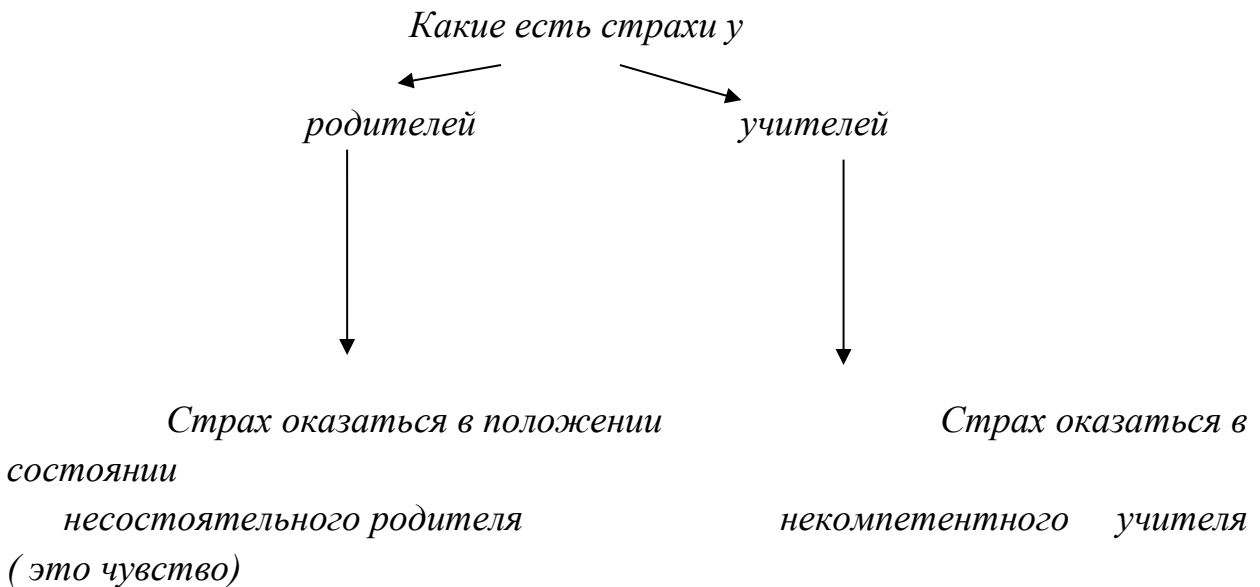 Какие есть страхи у
родителей учителей
Страх оказаться в положении Страх оказаться в
состоянии
несостоятельного родителя некомпетентного учителя
( это чувство)